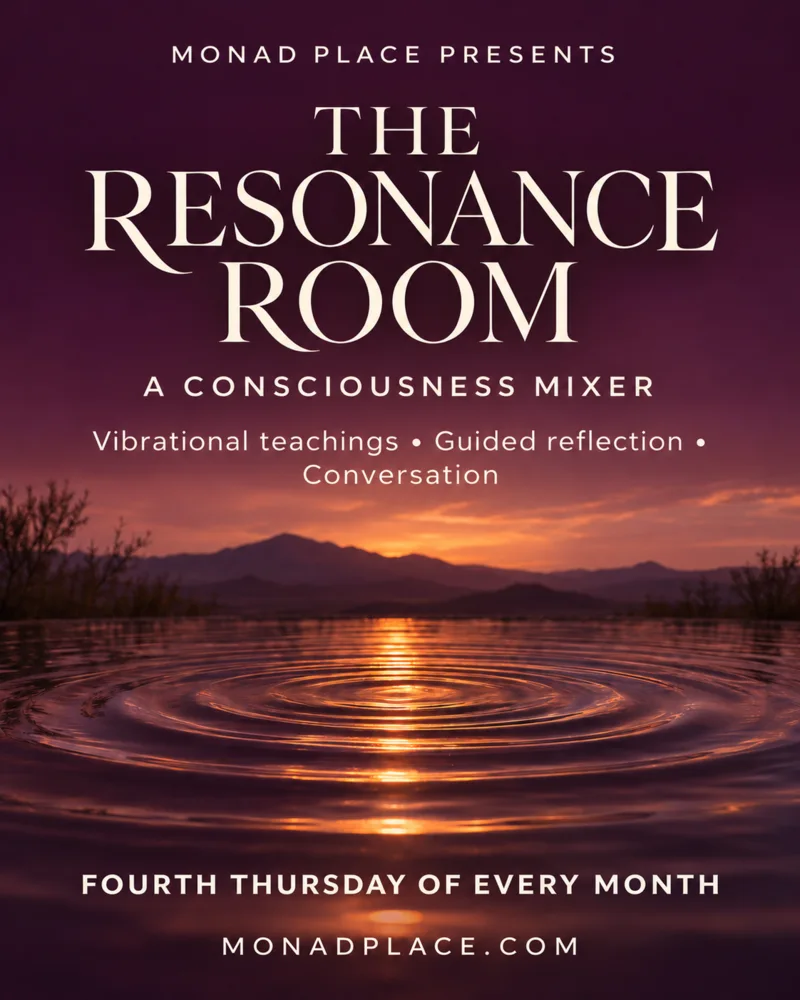 MONAD PLACE PRESENTS
THE
RESONANCE
ROOM
A CONSCIOUSNESS MIXER
Vibrational teachings • Guided reflection •
Conversation
FOURTH THURSDAY OF EVERY MONTH
MONADPLACE.COM